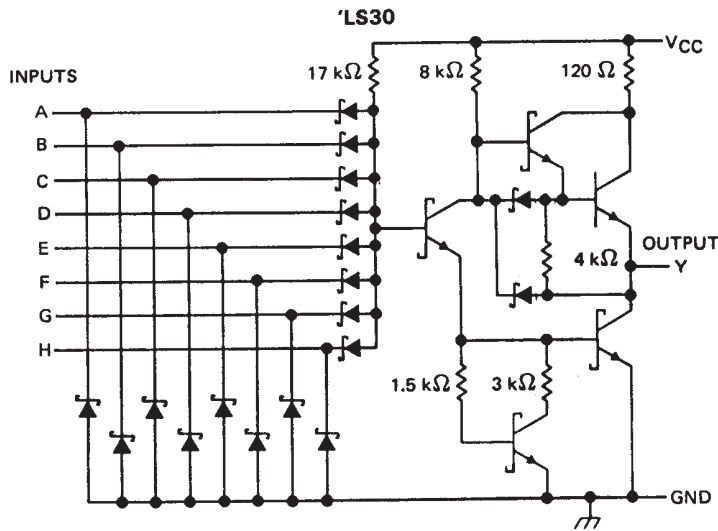 'LS30
VCC
17 kΩ
8 kΩ
120 Ω
INPUTS
A
B
C
D
E
F
G
H
4 kΩ
OUTPUT
Y
1.5 kΩ
3 kΩ
GND